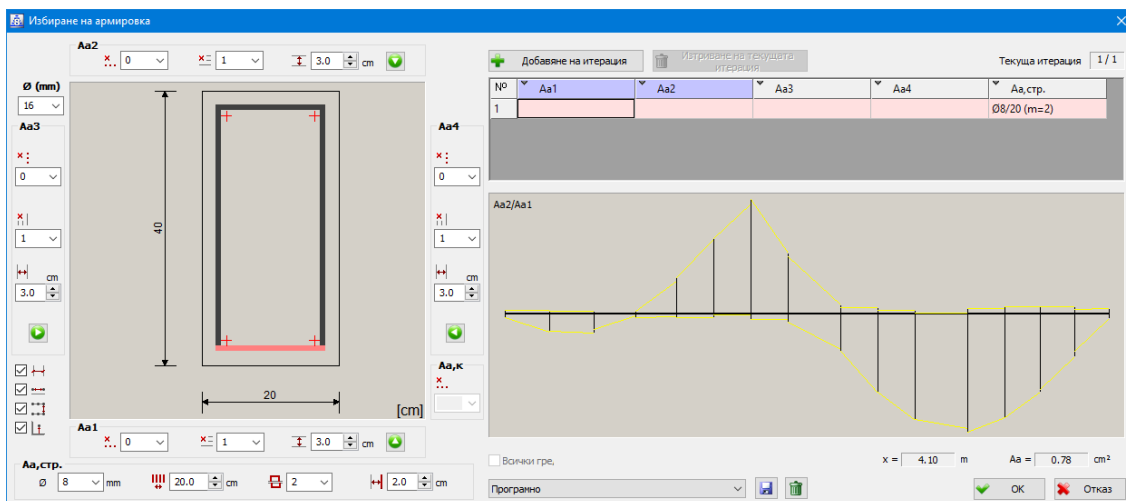 Избиране на армировка
Aa2
0 1 3.0 cm
Ø (mm)
16
Aa3
0
1
cm
3.0
40
20
[cm]
Aa4
0
1
cm
3.0
Aa,к
Aa1
0 1 3.0 cm
Aa,стр.
Ø 8 mm 20.0 cm 2 2.0 cm
Добавяне на итерация
Изтриване на текущата итерация
Текуща итерация 1 / 1
Nº Aa1 Aa2 Aa3 Aa4 Aa,стр.
1 Ø8/20 (m=2)
Aa2/Aa1
Всички гре,
x = 4.10 m Aa = 0.78 cm²
Програмно
OK Отказ